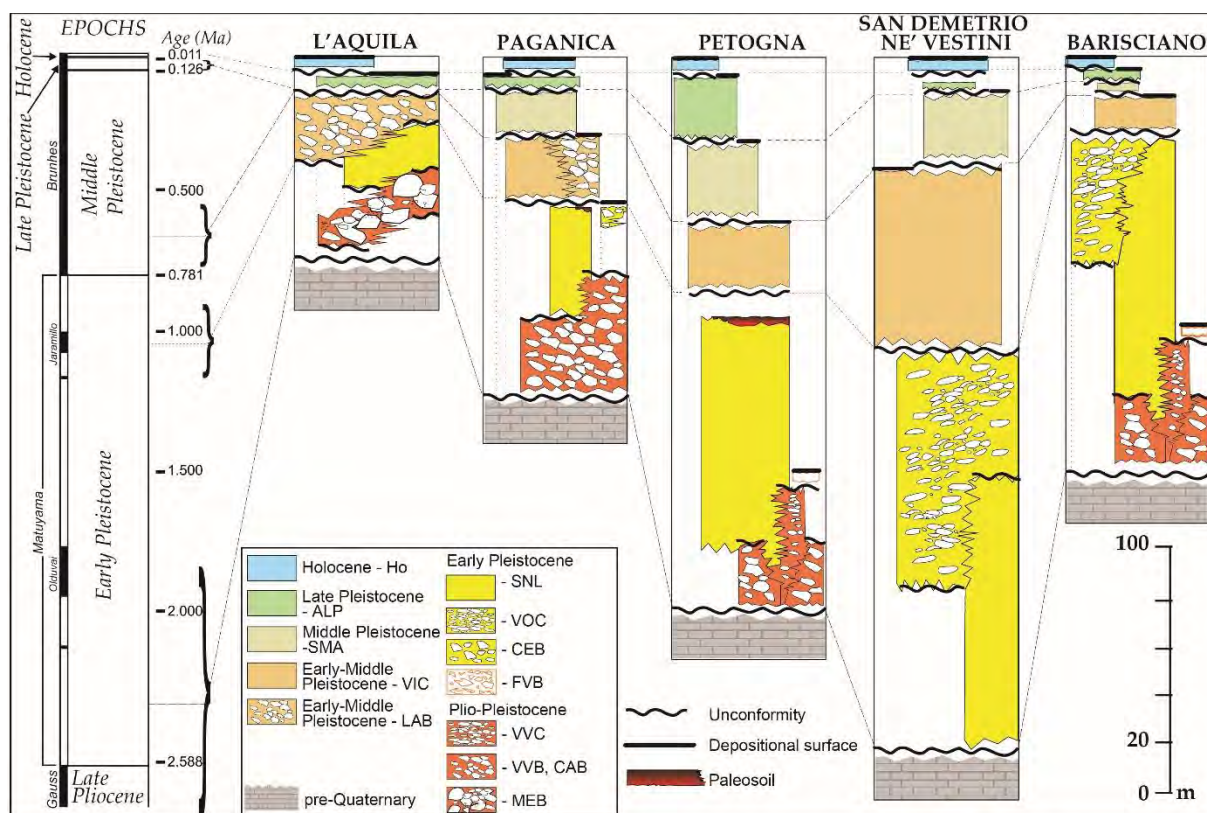 EPOCHS
Age (Ma)
L'AQUILA
PAGANICA
PETOGNA
SAN DEMETRIO
NE' VESTINI
BARISCIANO
Late Pleistocene
Holocene
Middle
Pleistocene
Early Pleistocene
Late
Pliocene
Brunhes
Matuyama
Jaramillo
Olduvai
Gauss
0.011
0.126
0.500
0.781
1.000
1.500
2.000
2.588
Holocene - Ho
Late Pleistocene
- ALP
Middle Pleistocene
-SMA
Early-Middle
Pleistocene - VIC
Early-Middle
Pleistocene - LAB
pre-Quaternary
Early Pleistocene
- SNL
- VOC
- CEB
- FVB
Plio-Pleistocene
- VVC
- VVB, CAB
- MEB
Unconformity
Depositional surface
Paleosoil
100
20
0 m